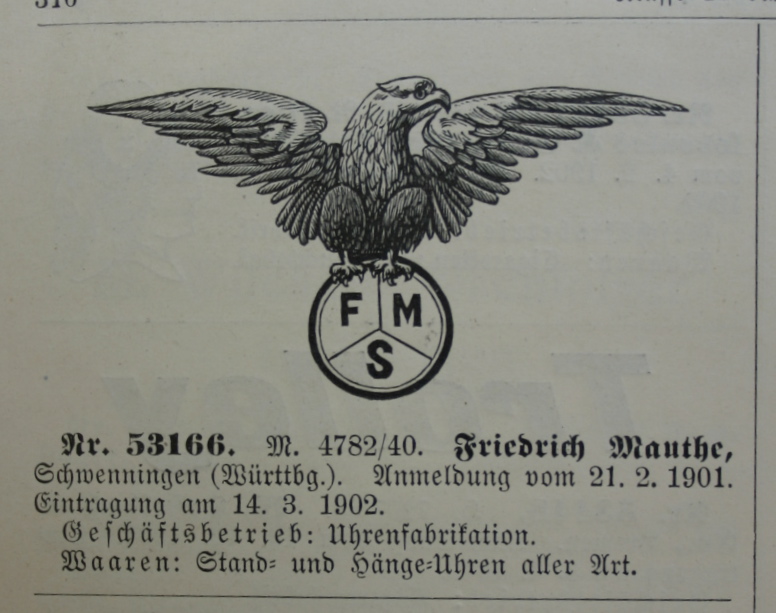 F M
S
Nr. 53166. M. 4782/40. Friedrich Mauthe,
Schwenningen (Württbg.). Anmeldung vom 21. 2. 1901.
Eintragung am 14. 3. 1902.
Geschäftsbetrieb: Uhrenfabrikation.
Waaren: Stand- und Hänge-Uhren aller Art.